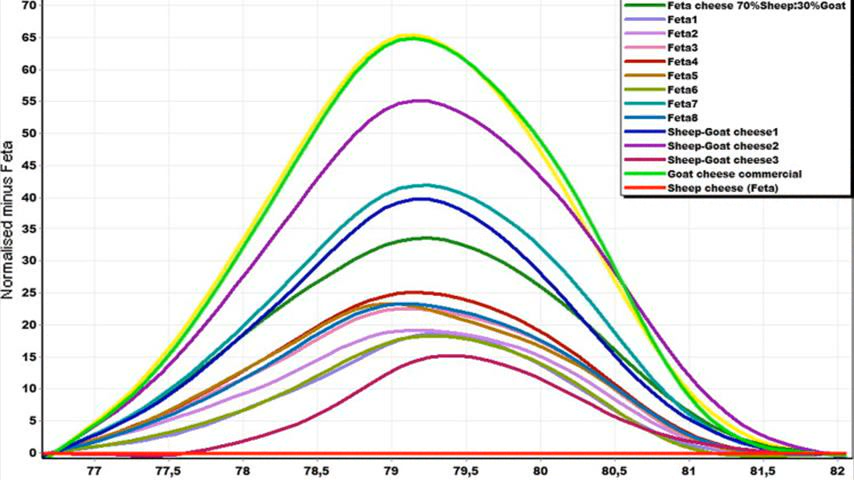 Feta cheese 70%Sheep:30%Goat
Feta1
Feta2
Feta3
Feta4
Feta5
Feta6
Feta7
Feta8
Sheep-Goat cheese1
Sheep-Goat cheese2
Sheep-Goat cheese3
Goat cheese commercial
Sheep cheese (Feta)
Normalised minus Feta
70
65
60
55
50
45
40
35
30
25
20
15
10
5
0
77 77,5 78 78,5 79 79,5 80 80,5 81 81,5 82